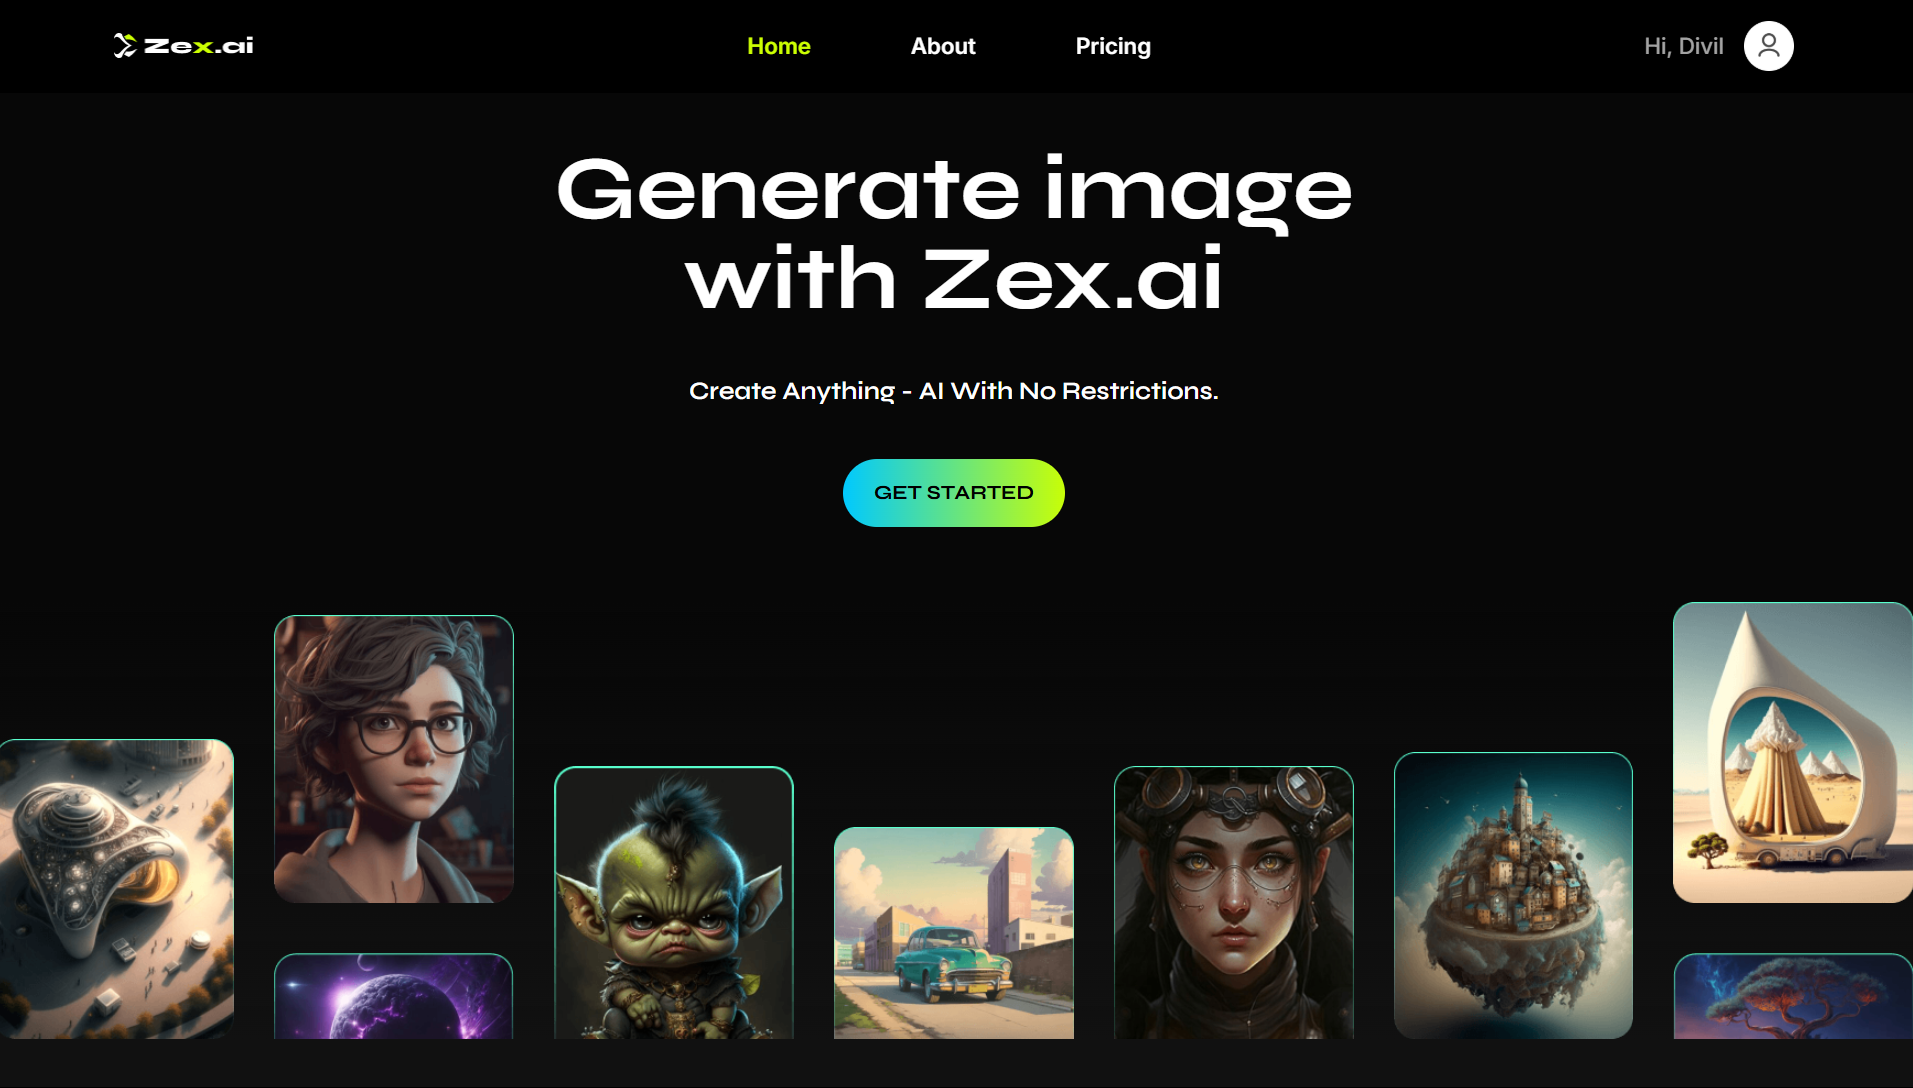 Zex.ai
Home
About
Pricing
Hi, Divil
Generate image
with Zex.ai
Create Anything - AI With No Restrictions.
GET STARTED